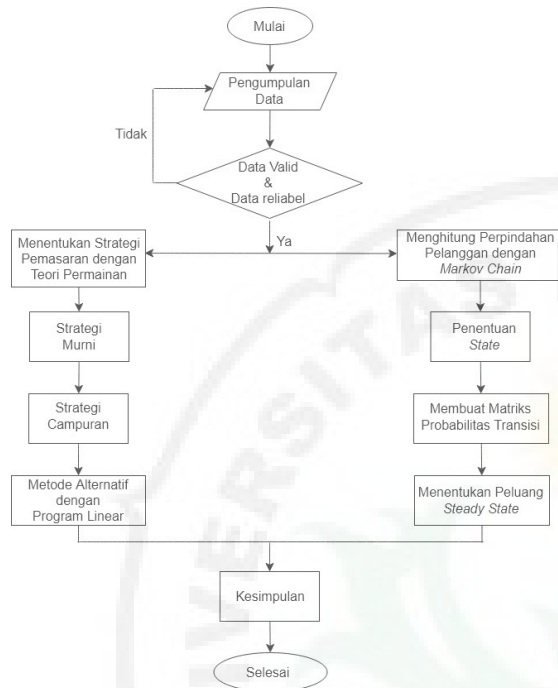 Mulai
Pengumpulan
Data
Tidak
Data Valid
&
Data reliabel
Ya
Menentukan Strategi
Pemasaran dengan
Teori Permainan
Menghitung Perpindahan
Pelanggan dengan
Markov Chain
Strategi
Murni
Penentuan
State
Strategi
Campuran
Membuat Matriks
Probabilitas Transisi
Metode Alternatif
dengan
Program Linear
Menentukan Peluang
Steady State
Kesimpulan
Selesai